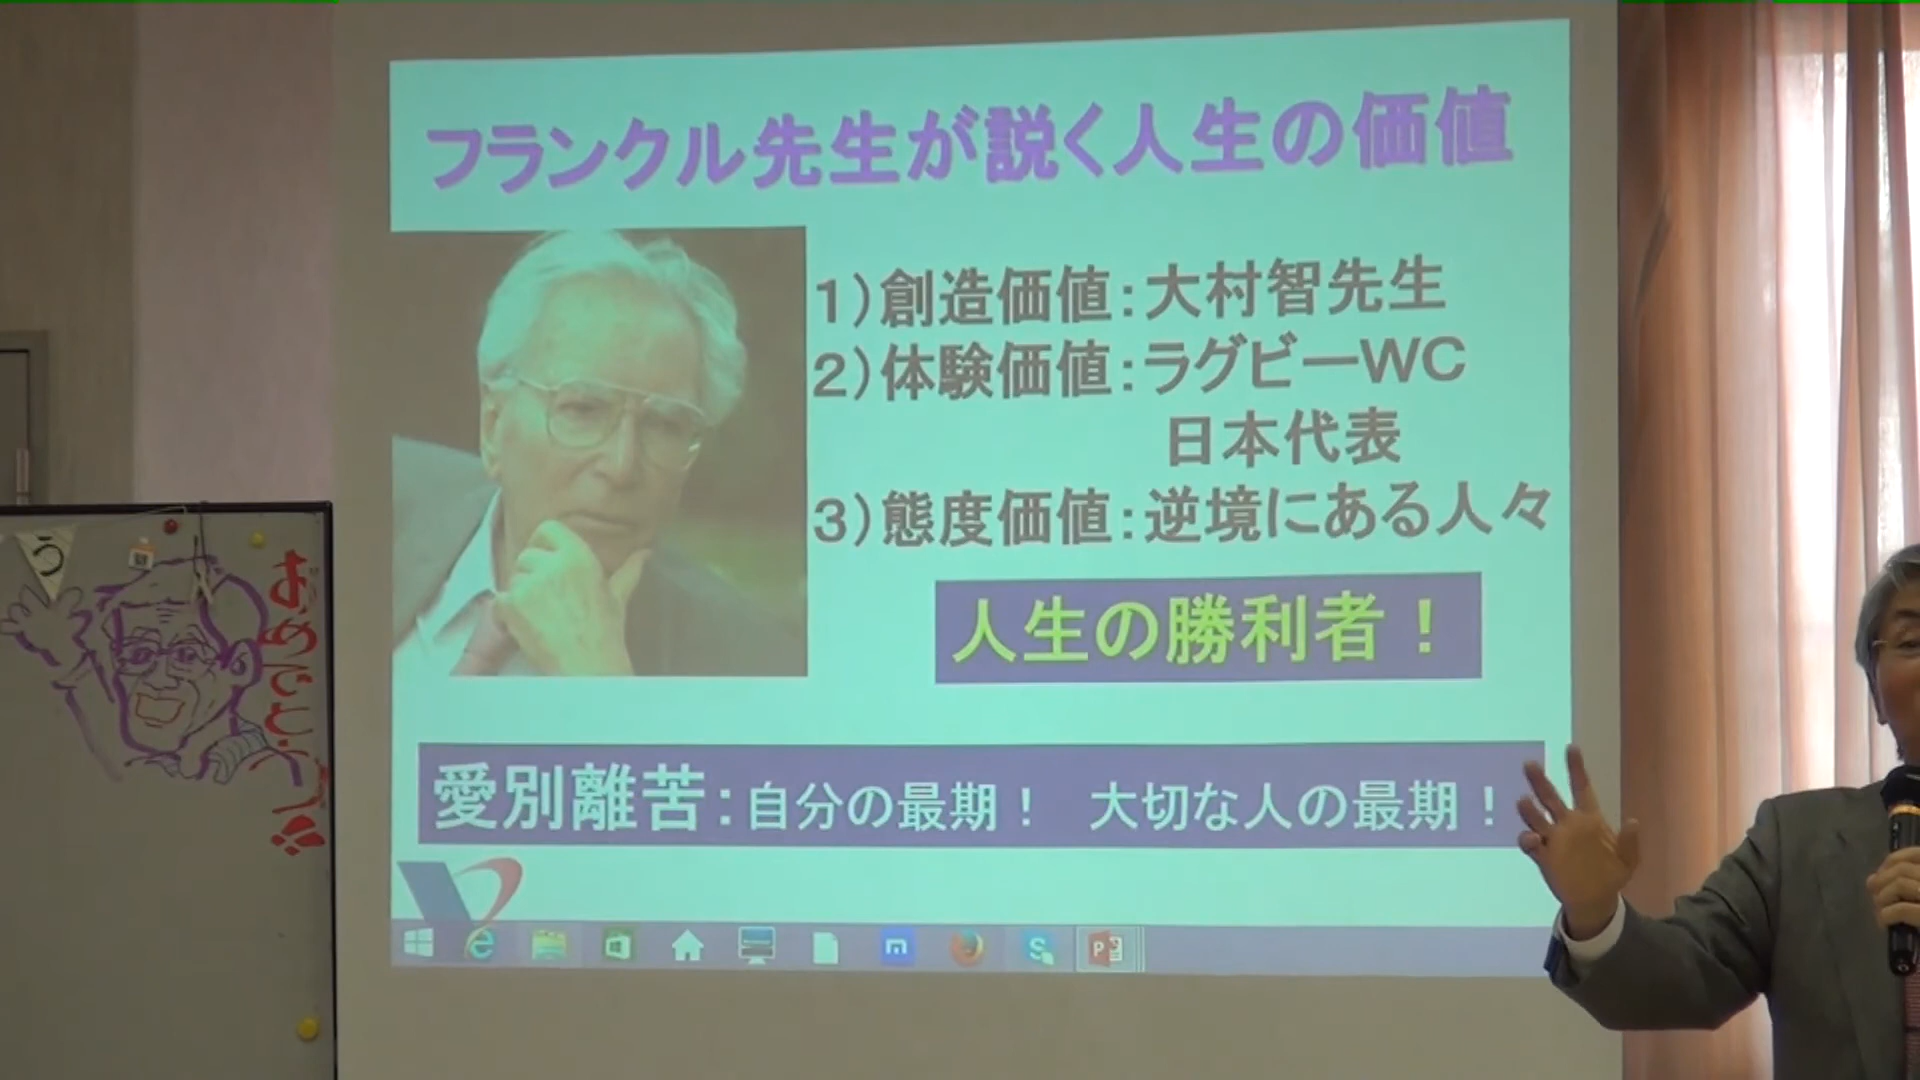 フランクル先生が説く人生の価値
1)創造価値:大村智先生
2)体験価値:ラグビーWC
日本代表
3)態度価値:逆境にある人々
人生の勝利者!
愛別離苦:自分の最期! 大切な人の最期!
う
おめでとう